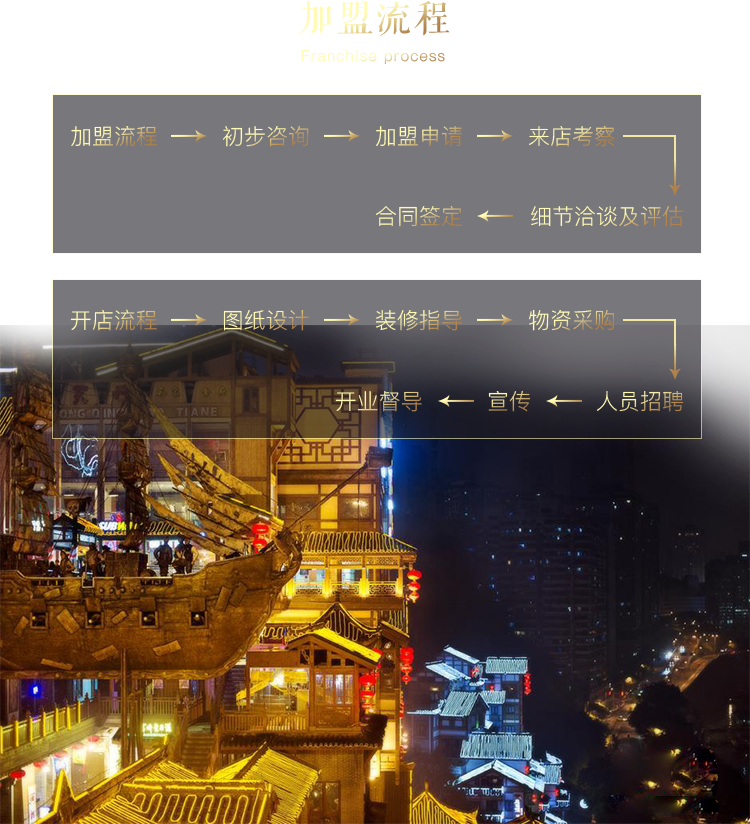 加盟流程
Franchise process
加盟流程 初步咨询 加盟申请 来店考察
合同签定 细节洽谈及评估
开店流程 图纸设计 装修指导 物资采购
开业督导 宣传 人员招聘
TIANE
SUBW